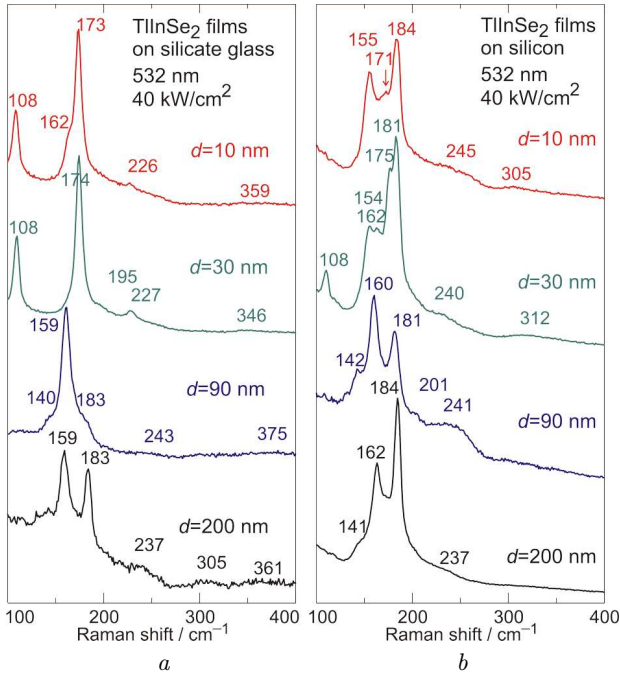 TlInSe2 films
on silicate glass
532 nm
40 kW/cm2
173
108
162
d=10 nm
226
359
174
108
d=30 nm
195
227
346
159
d=90 nm
140
183
243
375
159
183
d=200 nm
237
305
361
100
200
300
400
Raman shift / cm−1
a
TlInSe2 films
on silicon
532 nm
40 kW/cm2
184
155
171
d=10 nm
245
305
181
175
154
162
108
d=30 nm
240
312
160
181
142
201
241
d=90 nm
184
162
141
237
d=200 nm
100
200
300
400
Raman shift / cm−1
b